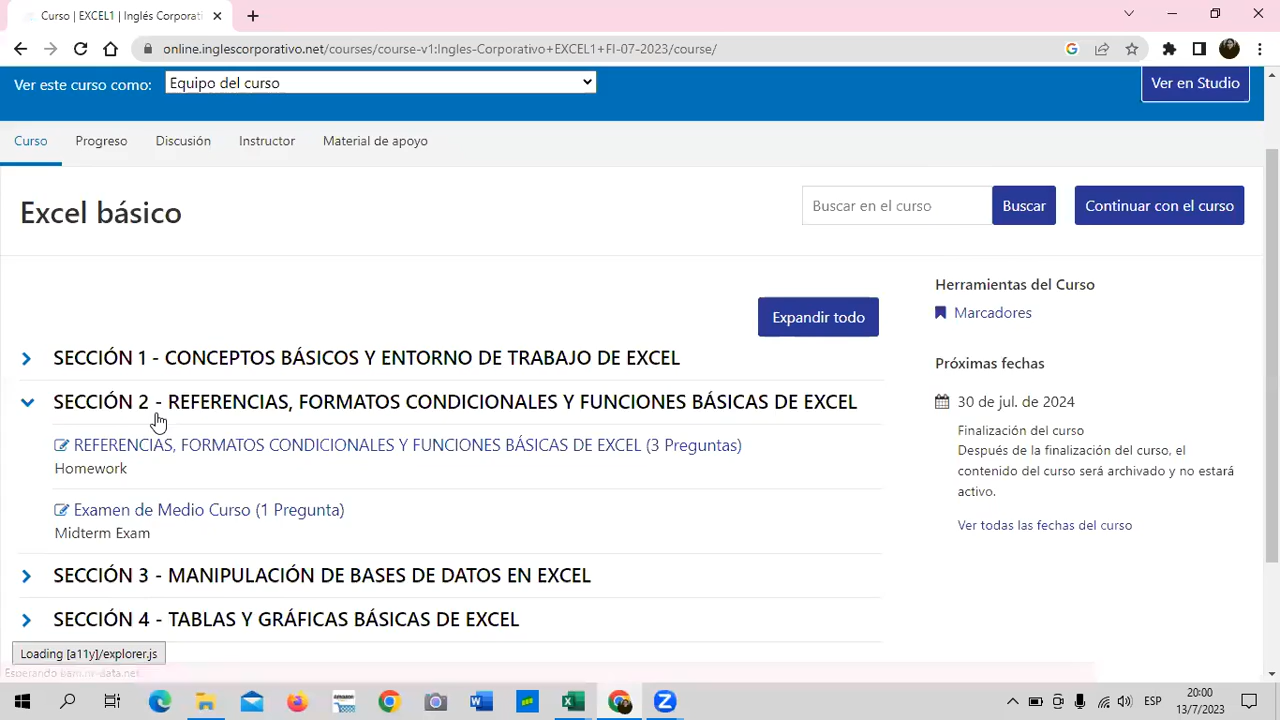 Curso | EXCEL1 | Inglés Corporati
online.inglescorporativo.net/courses/course-v1:Ingles-Corporativo+EXCEL1+FI-07-2023/course/
Ver este curso como:
Equipo del curso
Ver en Studio
Curso
Progreso
Discusión
Instructor
Material de apoyo
Excel básico
Buscar en el curso
Buscar
Continuar con el curso
Expandir todo
SECCIÓN 1 - CONCEPTOS BÁSICOS Y ENTORNO DE TRABAJO DE EXCEL
SECCIÓN 2 - REFERENCIAS, FORMATOS CONDICIONALES Y FUNCIONES BÁSICAS DE EXCEL
REFERENCIAS, FORMATOS CONDICIONALES Y FUNCIONES BÁSICAS DE EXCEL (3 Preguntas)
Homework
Examen de Medio Curso (1 Pregunta)
Midterm Exam
SECCIÓN 3 - MANIPULACIÓN DE BASES DE DATOS EN EXCEL
SECCIÓN 4 - TABLAS Y GRÁFICAS BÁSICAS DE EXCEL
Herramientas del Curso
Marcadores
Próximas fechas
30 de jul. de 2024
Finalización del curso
Después de la finalización del curso, el
contenido del curso será archivado y no estará
activo.
Ver todas las fechas del curso
Loading [a11y]/explorer.js
ESP
20:00
13/7/2023